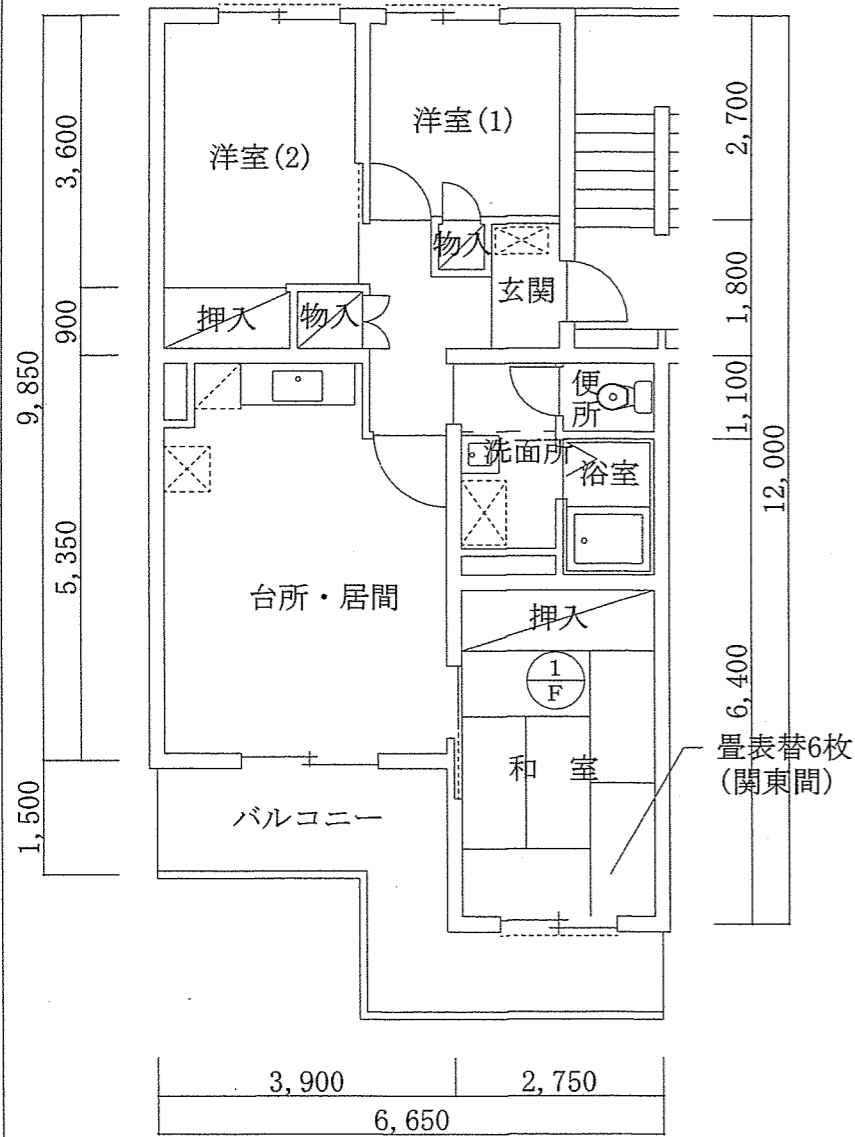 洋室(1)
洋室(2)
物入
玄関
押入
物入
便
所
洗面所
浴室
台所・居間
押入
1
F
和 室
畳表替6枚
(関東間)
バルコニー
3,600
900
9,850
5,350
1,500
2,700
1,800
1,100
12,000
6,400
3,900
2,750
6,650